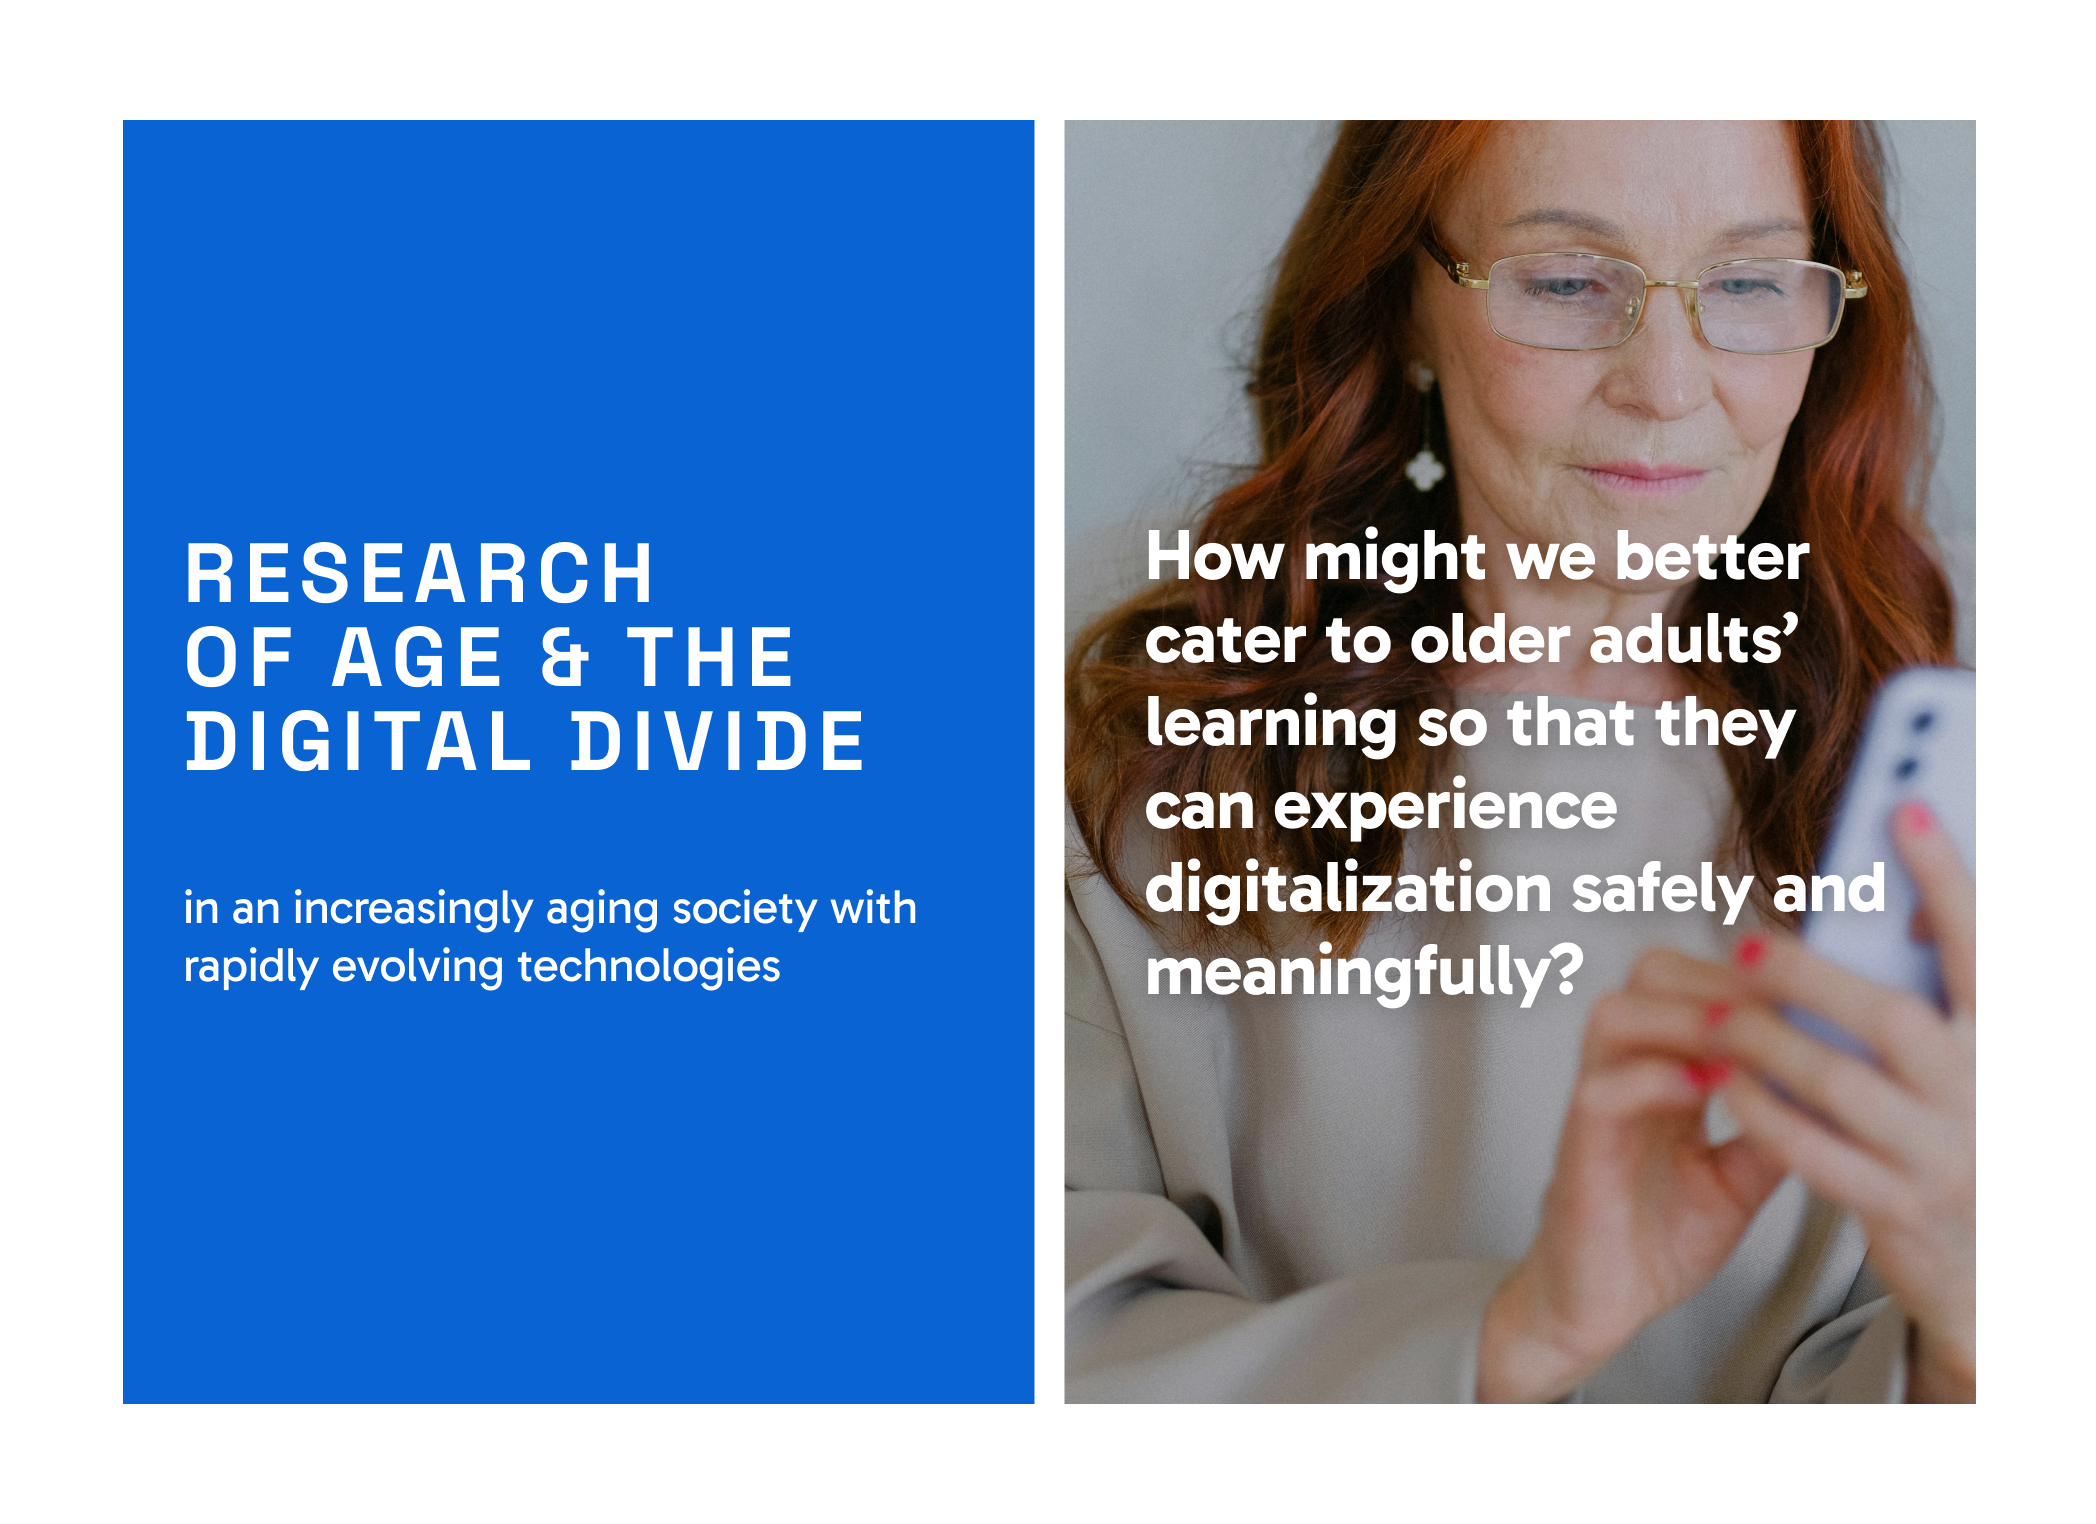 RESEARCH
OF AGE & THE
DIGITAL DIVIDE
in an increasingly aging society with
rapidly evolving technologies
How might we better
cater to older adults’
learning so that they
can experience
digitalization safely and
meaningfully?